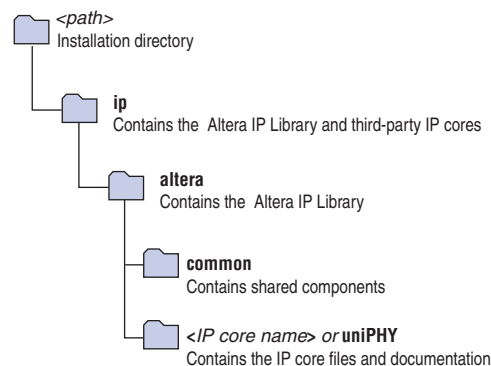 <path>
Installation directory
ip
Contains the Altera IP Library and third-party IP cores
altera
Contains the Altera IP Library
common
Contains shared components
<IP core name> or uniPHY
Contains the IP core files and documentation